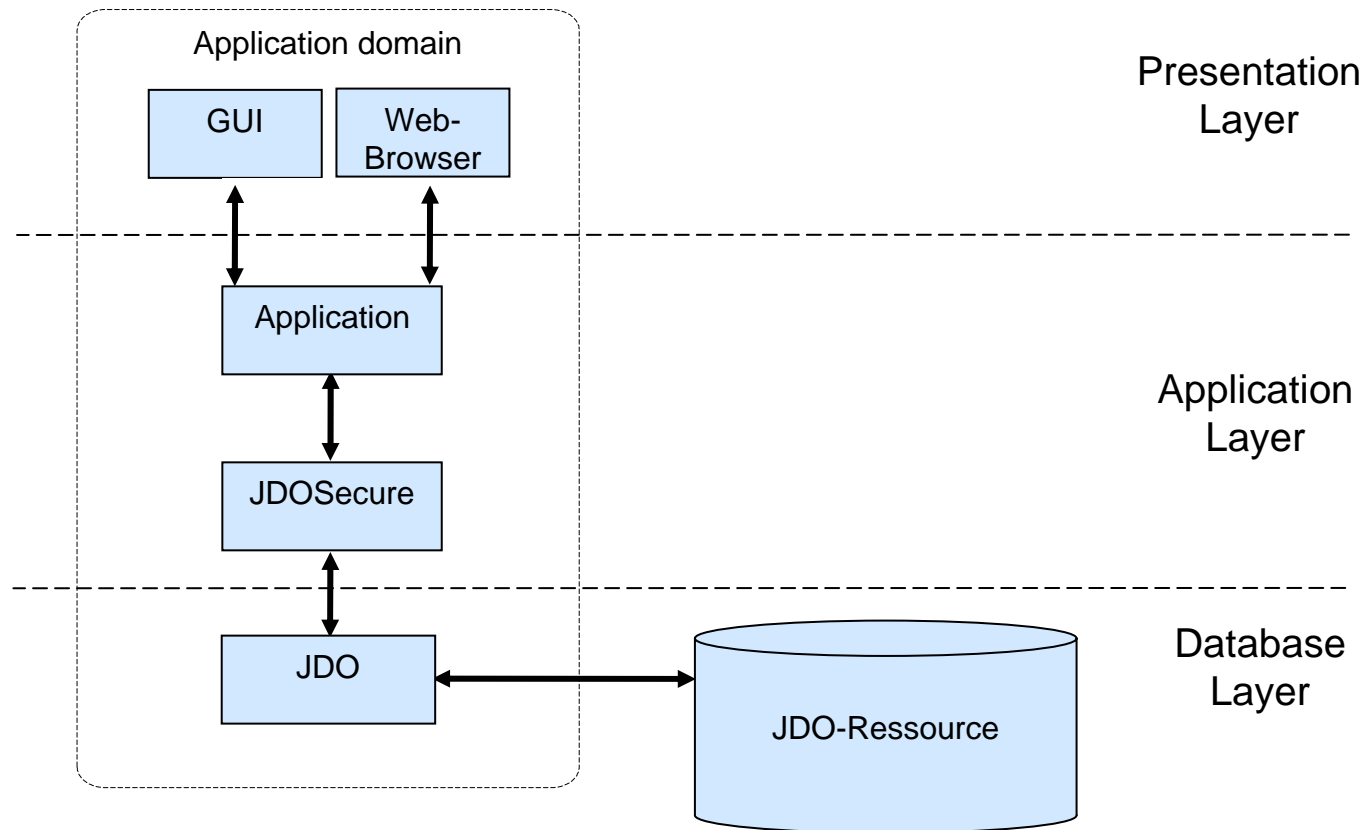 Application domain
Presentation
Layer
GUI
Web-
Browser
Application
Application
Layer
JDOSecure
JDO
Database
Layer
JDO-Ressource